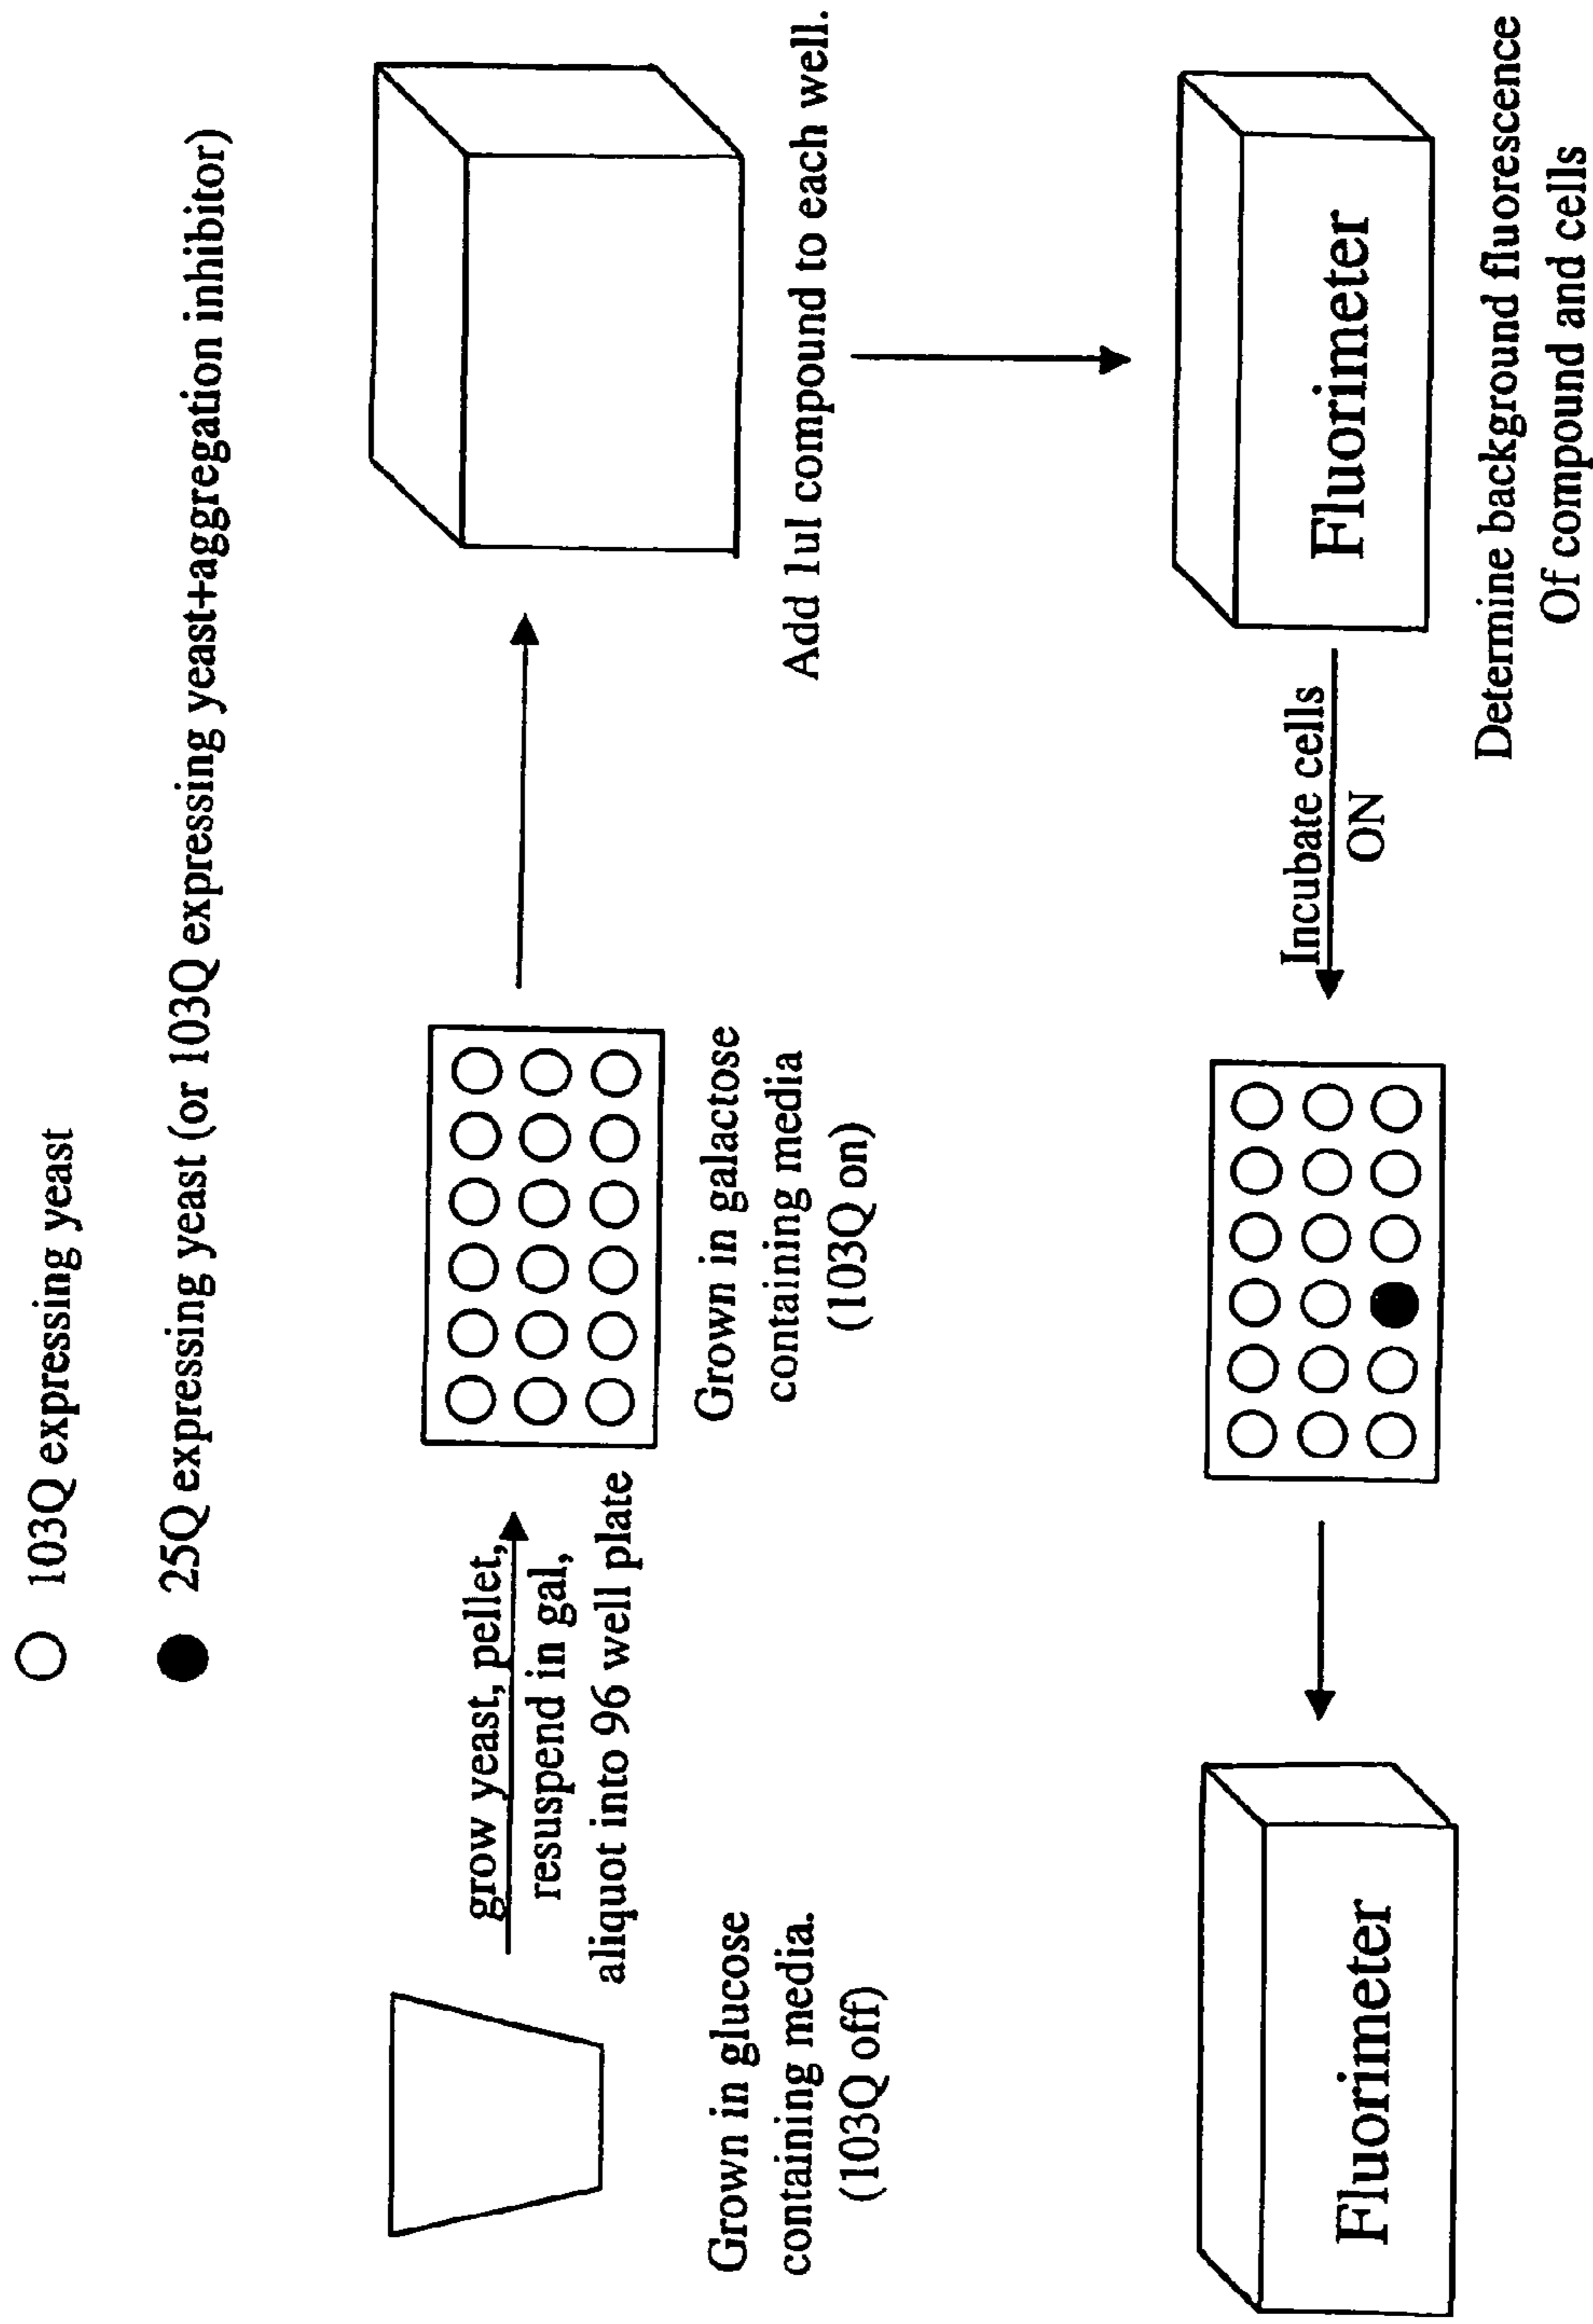 103Q expressing yeast
25Q expressing yeast (or 103Q expressing yeast+aggregation inhibitor)
grow yeast, pellet,
resuspend in gal,
aliquot into 96 well plate
Grown in glucose
containing media.
(103Q off)
Grown in galactose
containing media
(103Q on)
Add 1ul compound to each well.
Fluorimeter
Determine background fluorescence
Of compound and cells
Incubate cells
ON
Fluorimeter